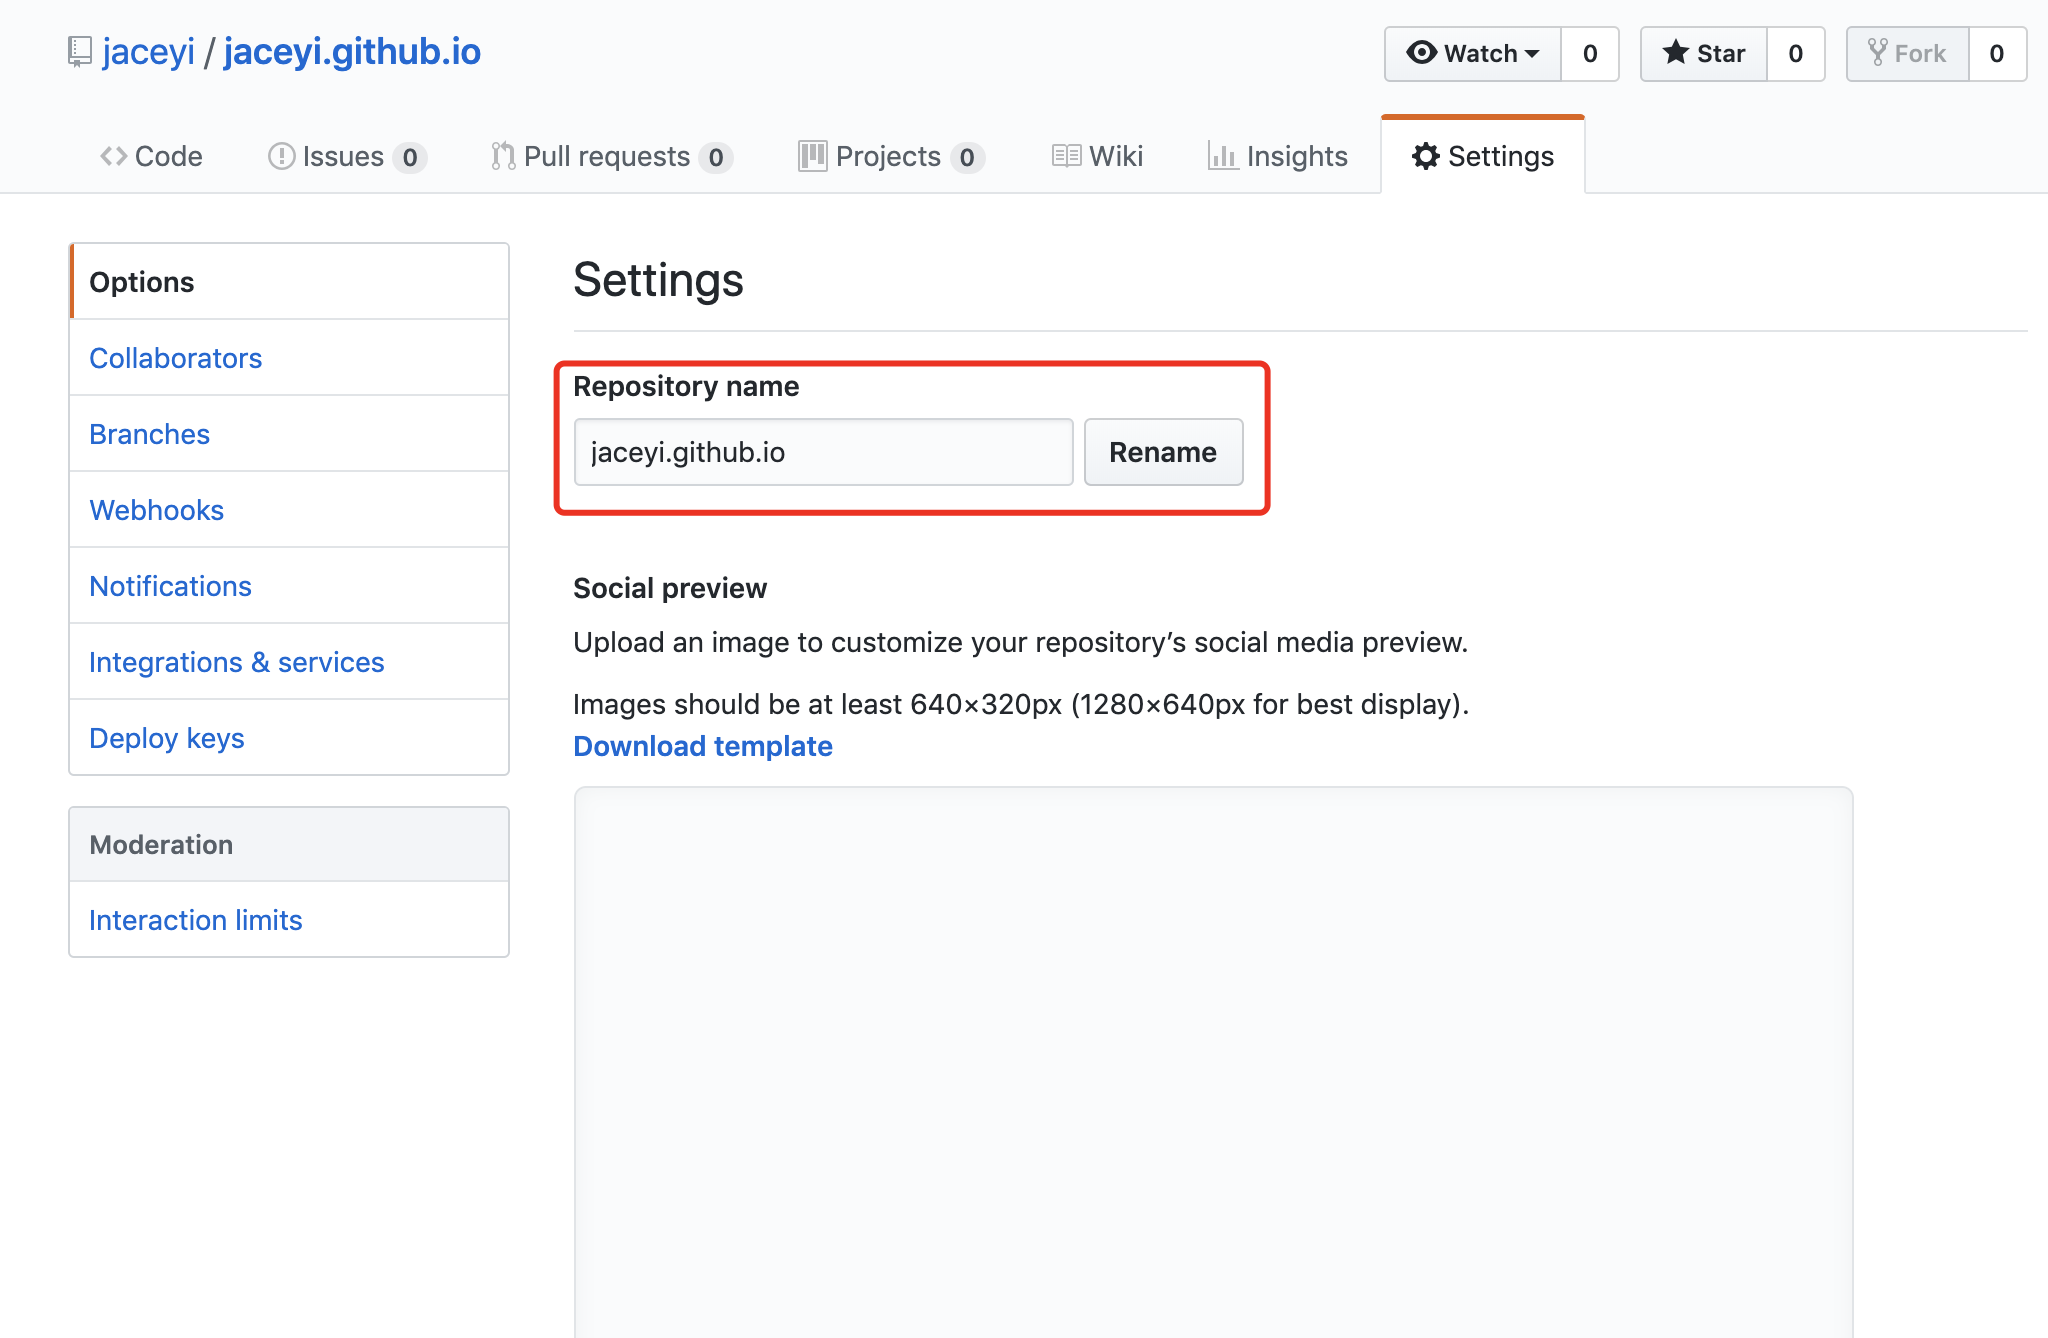 jaceyi / jaceyi.github.io
Watch 0 Star 0 Fork 0
Code Issues 0 Pull requests 0 Projects 0 Wiki Insights Settings
Options
Collaborators
Branches
Webhooks
Notifications
Integrations & services
Deploy keys
Moderation
Interaction limits
Settings
Repository name
jaceyi.github.io Rename
Social preview
Upload an image to customize your repository’s social media preview.
Images should be at least 640×320px (1280×640px for best display).
Download template